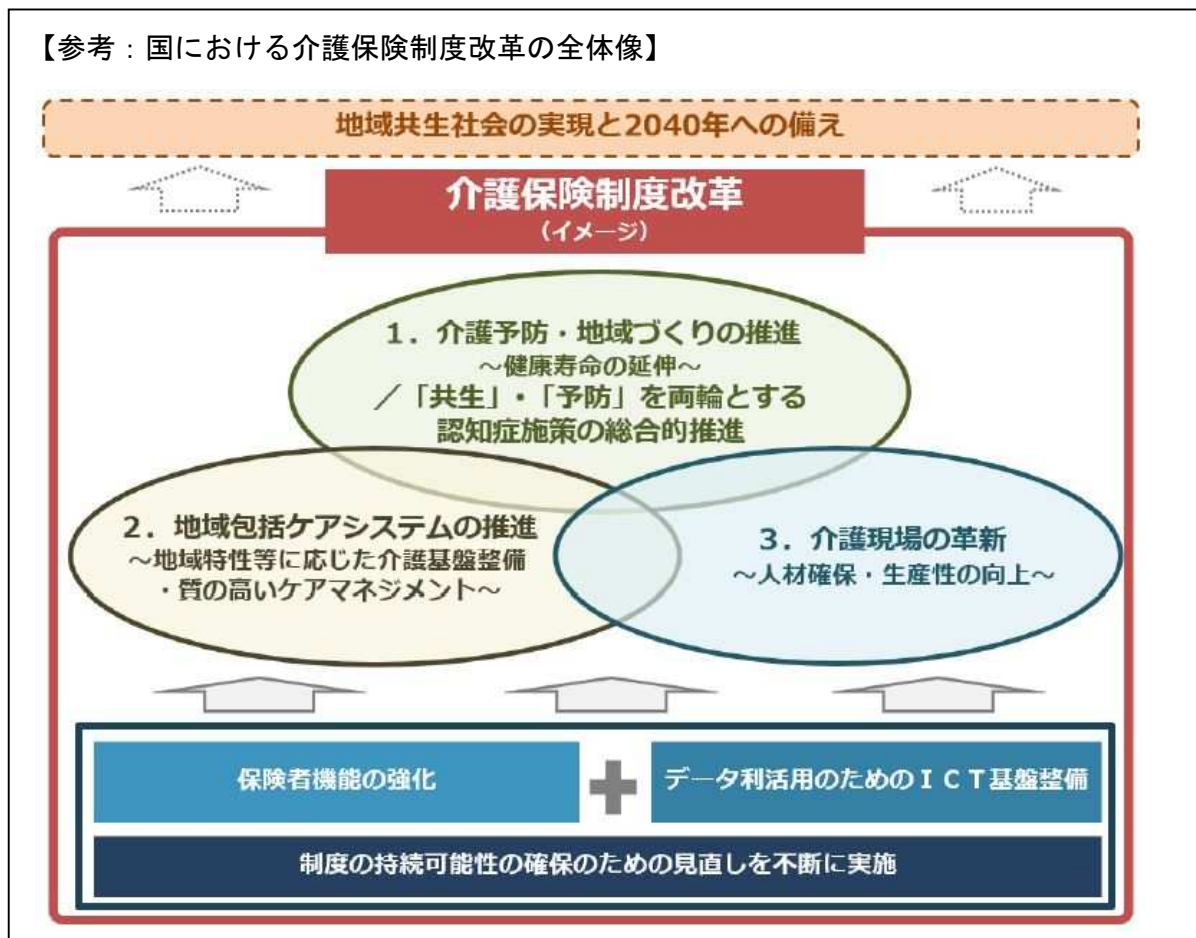 【参考：国における介護保険制度改革の全体像】
地域共生社会の実現と2040年への備え
介護保険制度改革
（イメージ）
１．介護予防・地域づくりの推進
～健康寿命の延伸～
／「共生」・「予防」を両輪とする
認知症施策の総合的推進
２．地域包括ケアシステムの推進
～地域特性等に応じた介護基盤整備
・質の高いケアマネジメント～
３．介護現場の革新
～人材確保・生産性の向上～
保険者機能の強化
データ利活用のためのＩＣＴ基盤整備
制度の持続可能性の確保のための見直しを不断に実施